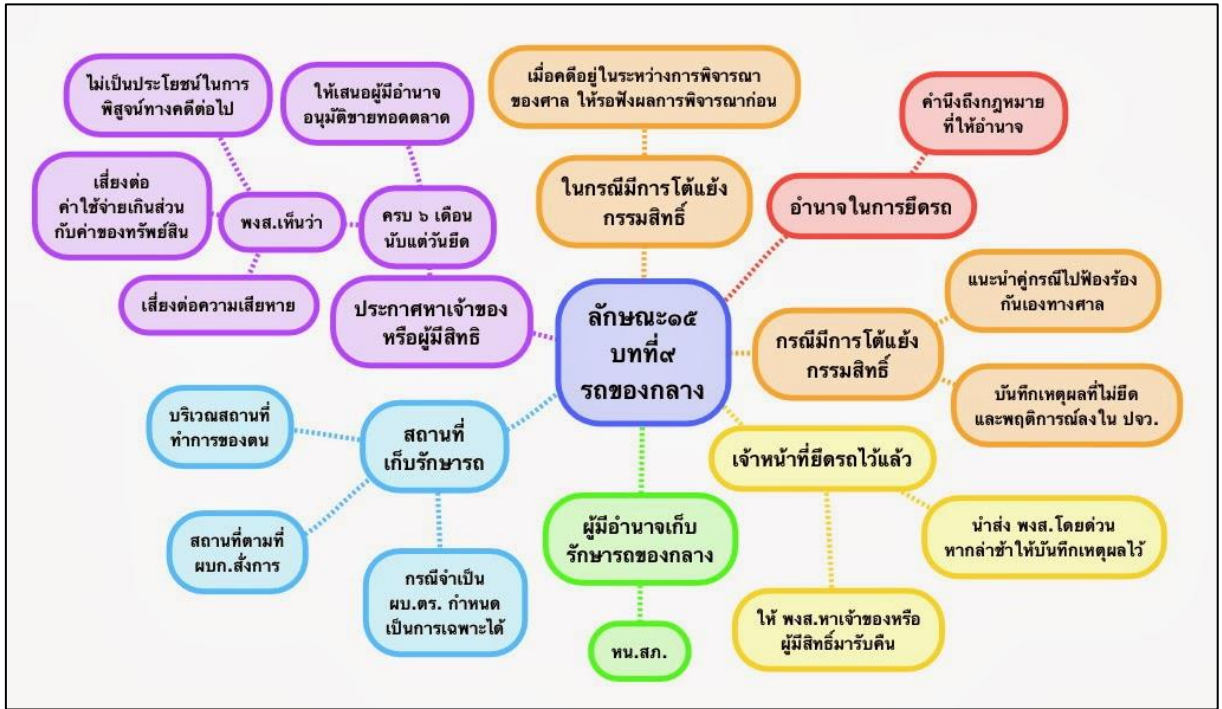 ไม่เป็นประโยชน์ในการ
พิสูจน์ทางคดีต่อไป
ให้เสนอผู้มีอำนาจ
อนุมัติขายทอดตลาด
เมื่อคดีอยู่ในระหว่างการพิจารณา
ของศาล ให้รอฟังผลการพิจารณาก่อน
คำนึงถึงกฎหมาย
ที่ให้อำนาจ
เสี่ยงต่อ
ค่าใช้จ่ายเกินส่วน
กับค่าของทรัพย์สิน
พงส.เห็นว่า
ครบ ๖ เดือน
นับแต่วันยึด
ในกรณีมีการโต้แย้ง
กรรมสิทธิ์
อำนาจในการยึดรถ
เสี่ยงต่อความเสียหาย
ประกาศหาเจ้าของ
หรือผู้มีสิทธิ
ลักษณะ๑๕
บทที่๙
รถของกลาง
กรณีมีการโต้แย้ง
กรรมสิทธิ์
แนะนำคู่กรณีไปฟ้องร้อง
กันเองทางศาล
บันทึกเหตุผลที่ไม่ยึด
และพฤติการณ์ลงใน ปจว.
บริเวณสถานที่
ทำการของตน
สถานที่
เก็บรักษารถ
เจ้าหน้าที่ยึดรถไว้แล้ว
สถานที่ตามที่
ผบก.สั่งการ
กรณีจำเป็น
ผบ.ตร. กำหนด
เป็นการเฉพาะได้
ผู้มีอำนาจเก็บ
รักษารถของกลาง
นำส่ง พงส.โดยด่วน
หากล่าช้าให้บันทึกเหตุผลไว้
หน.สภ.
ให้ พงส.หาเจ้าของหรือ
ผู้มีสิทธิ์มารับคืน